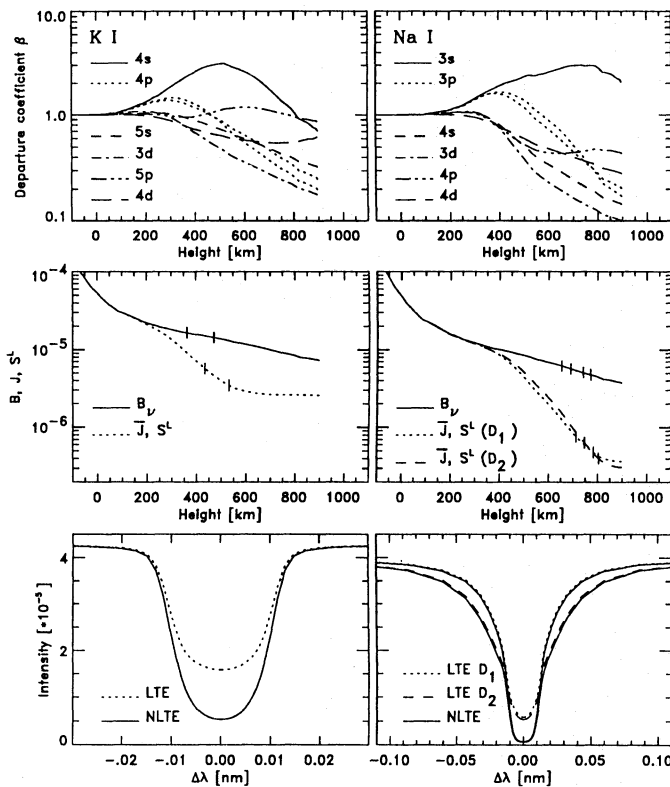 K I
Na I
Departure coefficient β
10.0
1.0
0.1
4s
4p
5s
3d
5p
4d
3s
3p
4s
3d
4p
4d
0 200 400 600 800 1000
Height [km]
0 200 400 600 800 1000
Height [km]
B, J, Sᴸ
10⁻⁴
10⁻⁵
10⁻⁶
B_ν
J̅, Sᴸ
B_ν
J̅, Sᴸ (D₁)
J̅, Sᴸ (D₂)
0 200 400 600 800 1000
Height [km]
0 200 400 600 800 1000
Height [km]
Intensity [*10⁻⁵]
4
2
0
LTE
NLTE
LTE D₁
LTE D₂
NLTE
-.02 -0.01 0.00 0.01 0.02
Δλ [nm]
-0.10 -0.05 0.00 0.05 0.10
Δλ [nm]